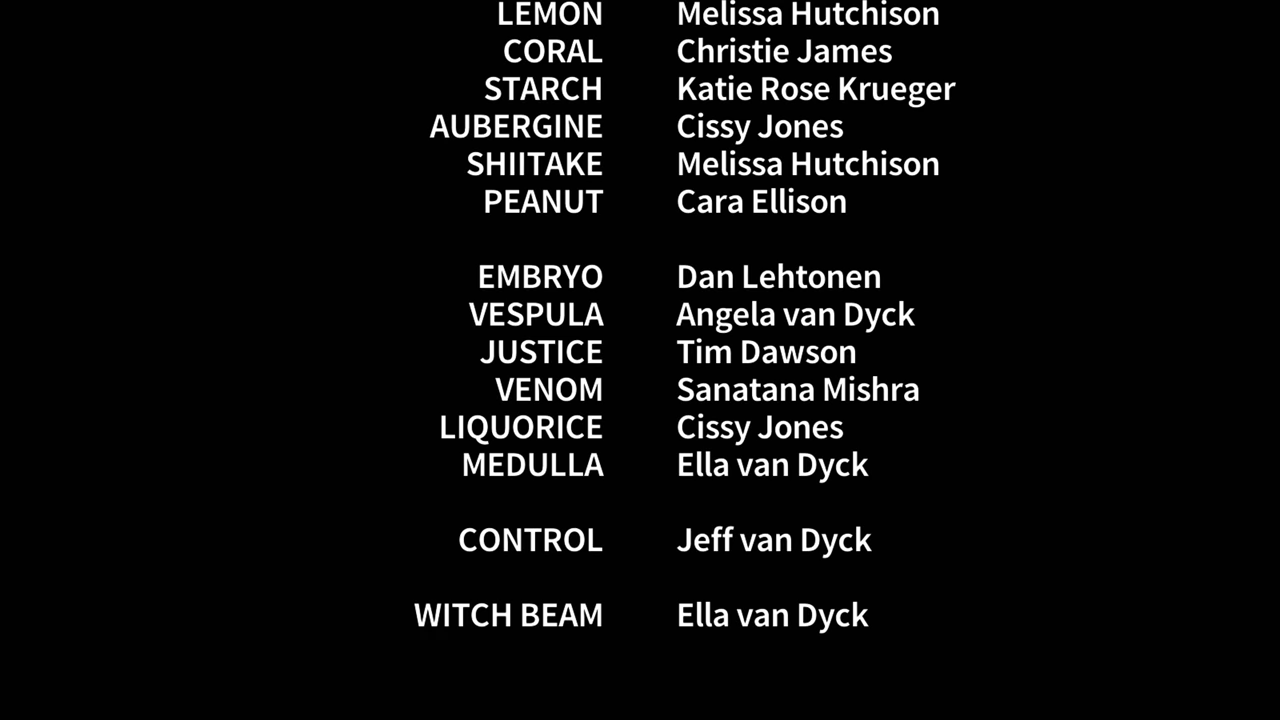 LEMON Melissa Hutchison
CORAL Christie James
STARCH Katie Rose Krueger
AUBERGINE Cissy Jones
SHIITAKE Melissa Hutchison
PEANUT Cara Ellison
EMBRYO Dan Lehtonen
VESPULA Angela van Dyck
JUSTICE Tim Dawson
VENOM Sanatana Mishra
LIQUORICE Cissy Jones
MEDULLA Ella van Dyck
CONTROL Jeff van Dyck
WITCH BEAM Ella van Dyck